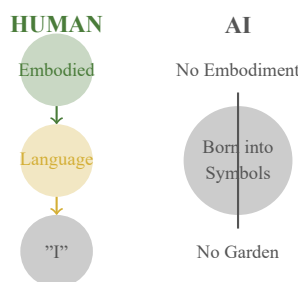 HUMAN
Embodied
Language
”I”
AI
No Embodiment
Born into
Symbols
No Garden